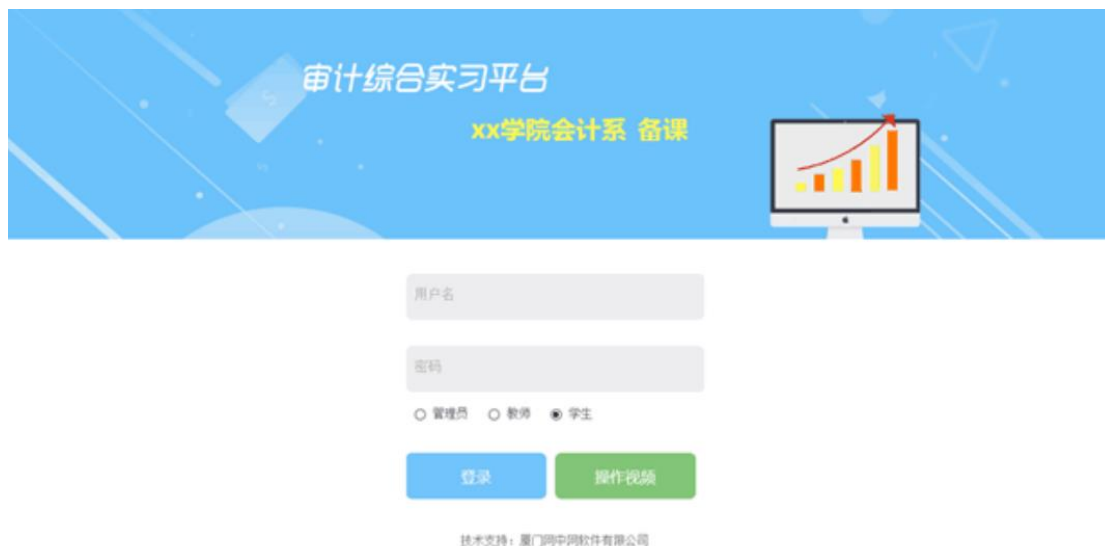 审计综合实习平台
xx学院会计系 备课
用户名
密码
管理员 教师 学生
登录 操作视频
技术支持：厦门网中网软件有限公司